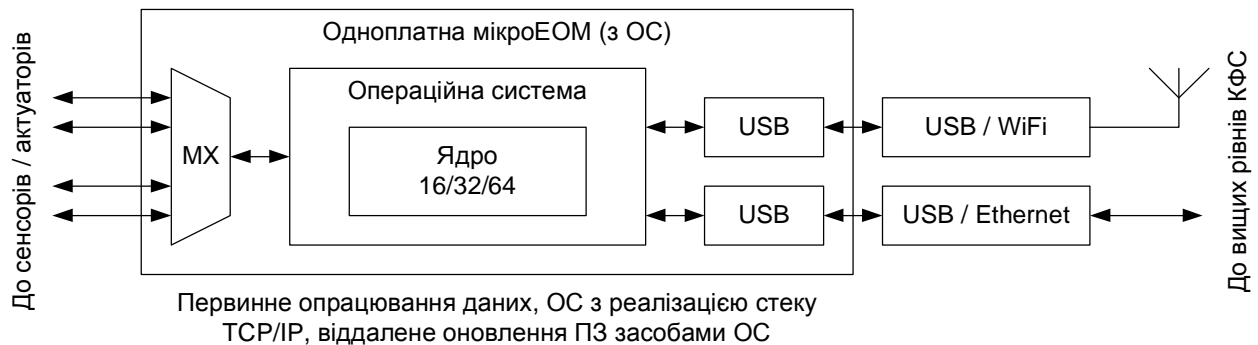 До сенсорів / актуаторів
Одноплатна мікроЕОМ (з ОС)
MX
Операційна система
Ядро
16/32/64
USB
USB / WiFi
USB
USB / Ethernet
До вищих рівнів КФС
Первинне опрацювання даних, ОС з реалізацією стеку
TCP/IP, віддалене оновлення ПЗ засобами ОС